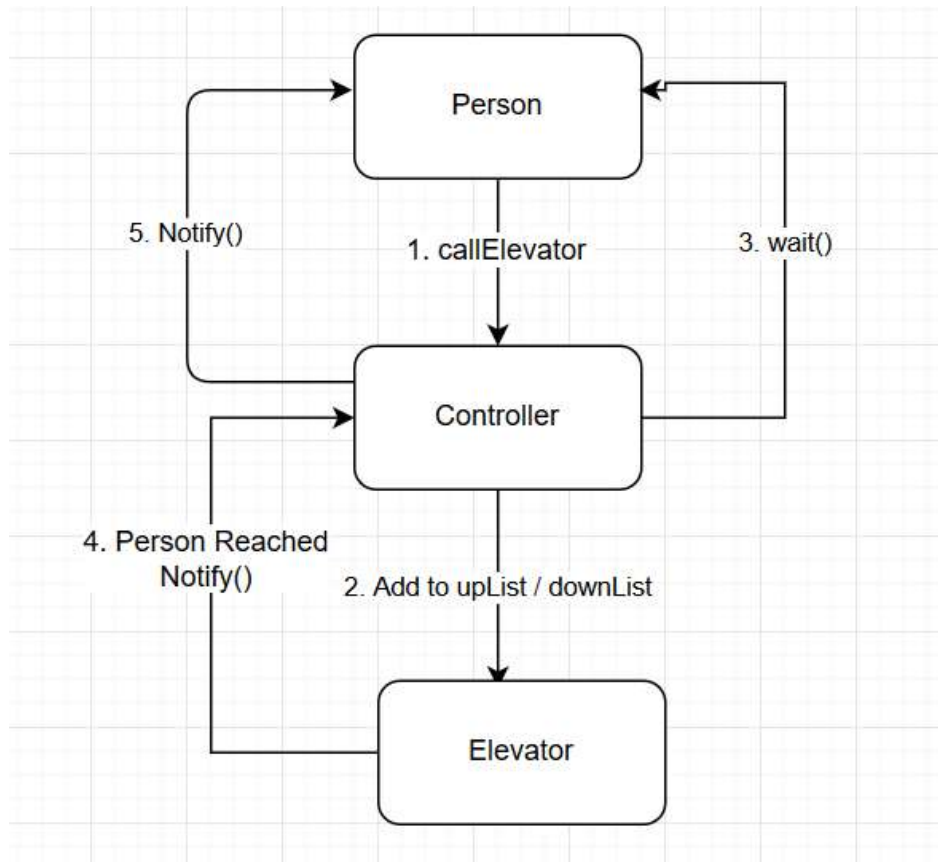 Person
5. Notify()
1. callElevator
3. wait()
Controller
4. Person Reached
Notify()
2. Add to upList / downList
Elevator